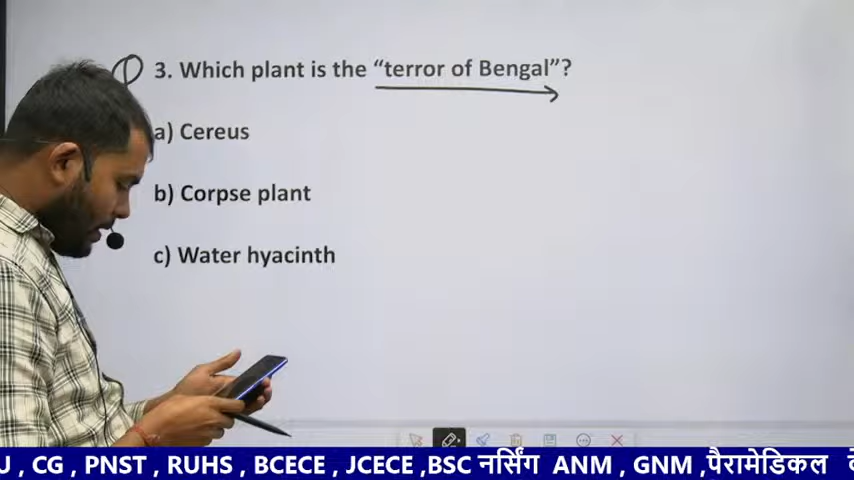 3. Which plant is the “terror of Bengal”?
a) Cereus
b) Corpse plant
c) Water hyacinth
U , CG , PNST , RUHS , BCECE , JCECE ,BSC नर्सिंग ANM , GNM ,पैरामेडिकल